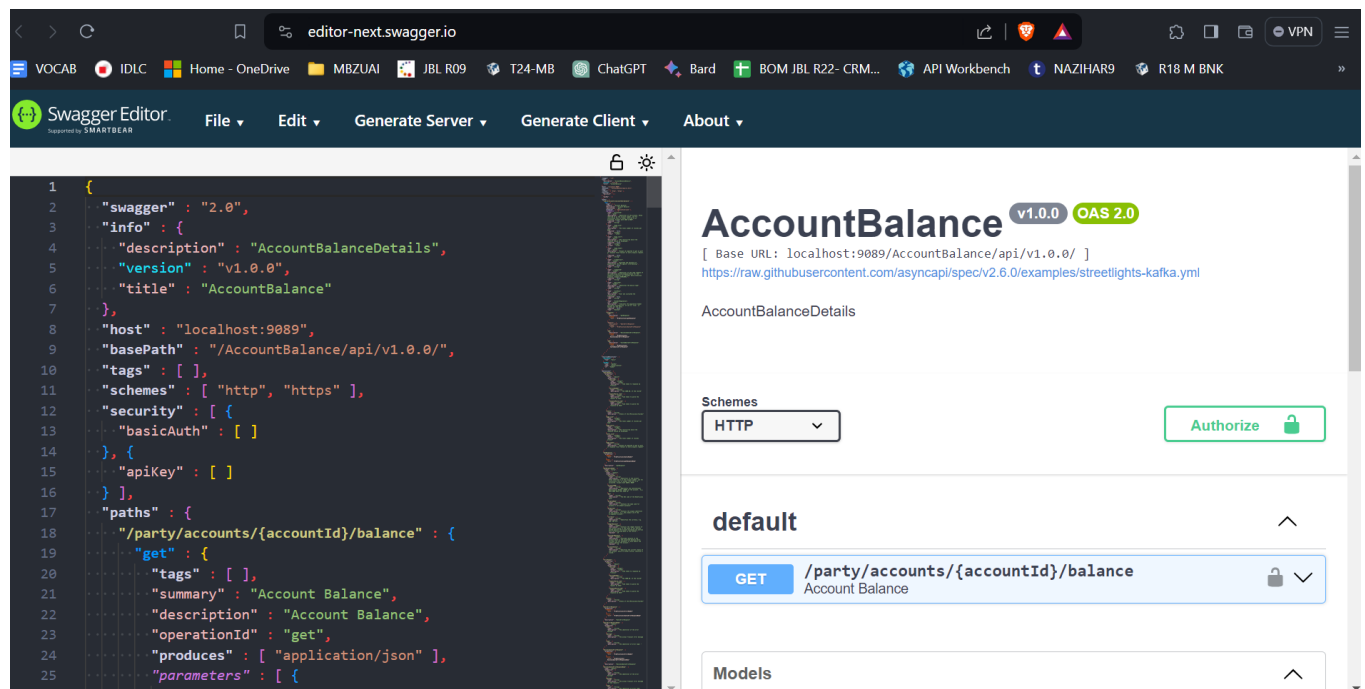 editor-next.swagger.io
VPN
VOCAB IDLC Home - OneDrive MBZUAI JBL R09 T24-MB ChatGPT Bard BOM JBL R22- CRM... API Workbench NAZIHAR9 R18 M BNK »
Swagger Editor.
Supported by SMARTBEAR
File Edit Generate Server Generate Client About
1 {
2 "swagger" : "2.0",
3 "info" : {
4 "description" : "AccountBalanceDetails",
5 "version" : "v1.0.0",
6 "title" : "AccountBalance"
7 },
8 "host" : "localhost:9089",
9 "basePath" : "/AccountBalance/api/v1.0.0/",
10 "tags" : [ ],
11 "schemes" : [ "http", "https" ],
12 "security" : [ {
13 "basicAuth" : [ ]
14 }, {
15 "apiKey" : [ ]
16 } ],
17 "paths" : {
18 "/party/accounts/{accountId}/balance" : {
19 "get" : {
20 "tags" : [ ],
21 "summary" : "Account Balance",
22 "description" : "Account Balance",
23 "operationId" : "get",
24 "produces" : [ "application/json" ],
25 "parameters" : [ {
AccountBalance v1.0.0 OAS 2.0
[ Base URL: localhost:9089/AccountBalance/api/v1.0.0/ ]
https://raw.githubusercontent.com/asyncapi/spec/v2.6.0/examples/streetlights-kafka.yml
AccountBalanceDetails
Schemes
HTTP
Authorize
default
GET /party/accounts/{accountId}/balance
Account Balance
Models